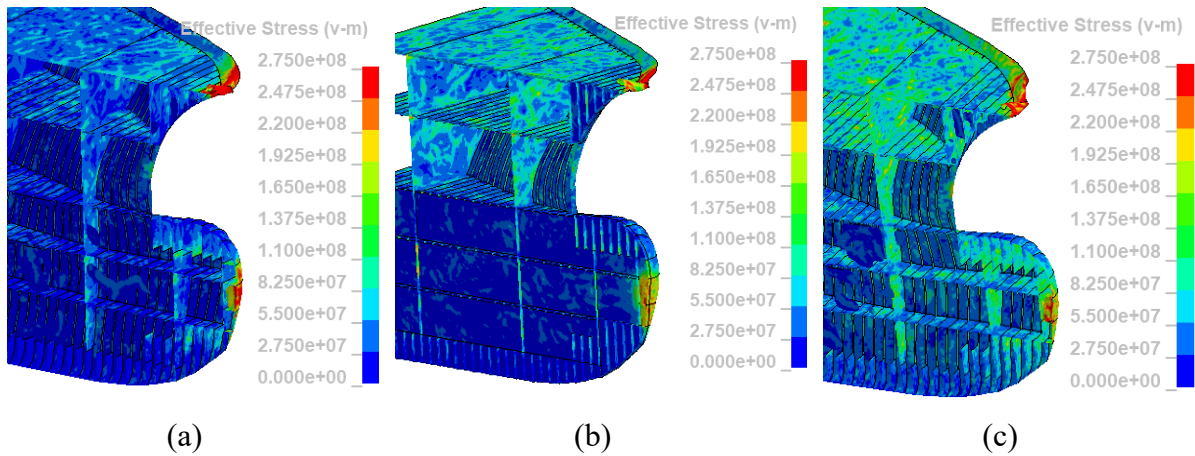 Effective Stress (v-m)
2.750e+08
2.475e+08
2.200e+08
1.925e+08
1.650e+08
1.375e+08
1.100e+08
8.250e+07
5.500e+07
2.750e+07
0.000e+00
(a)
Effective Stress (v-m)
2.750e+08
2.475e+08
2.200e+08
1.925e+08
1.650e+08
1.375e+08
1.100e+08
8.250e+07
5.500e+07
2.750e+07
0.000e+00
(b)
Effective Stress (v-m)
2.750e+08
2.475e+08
2.200e+08
1.925e+08
1.650e+08
1.375e+08
1.100e+08
8.250e+07
5.500e+07
2.750e+07
0.000e+00
(c)